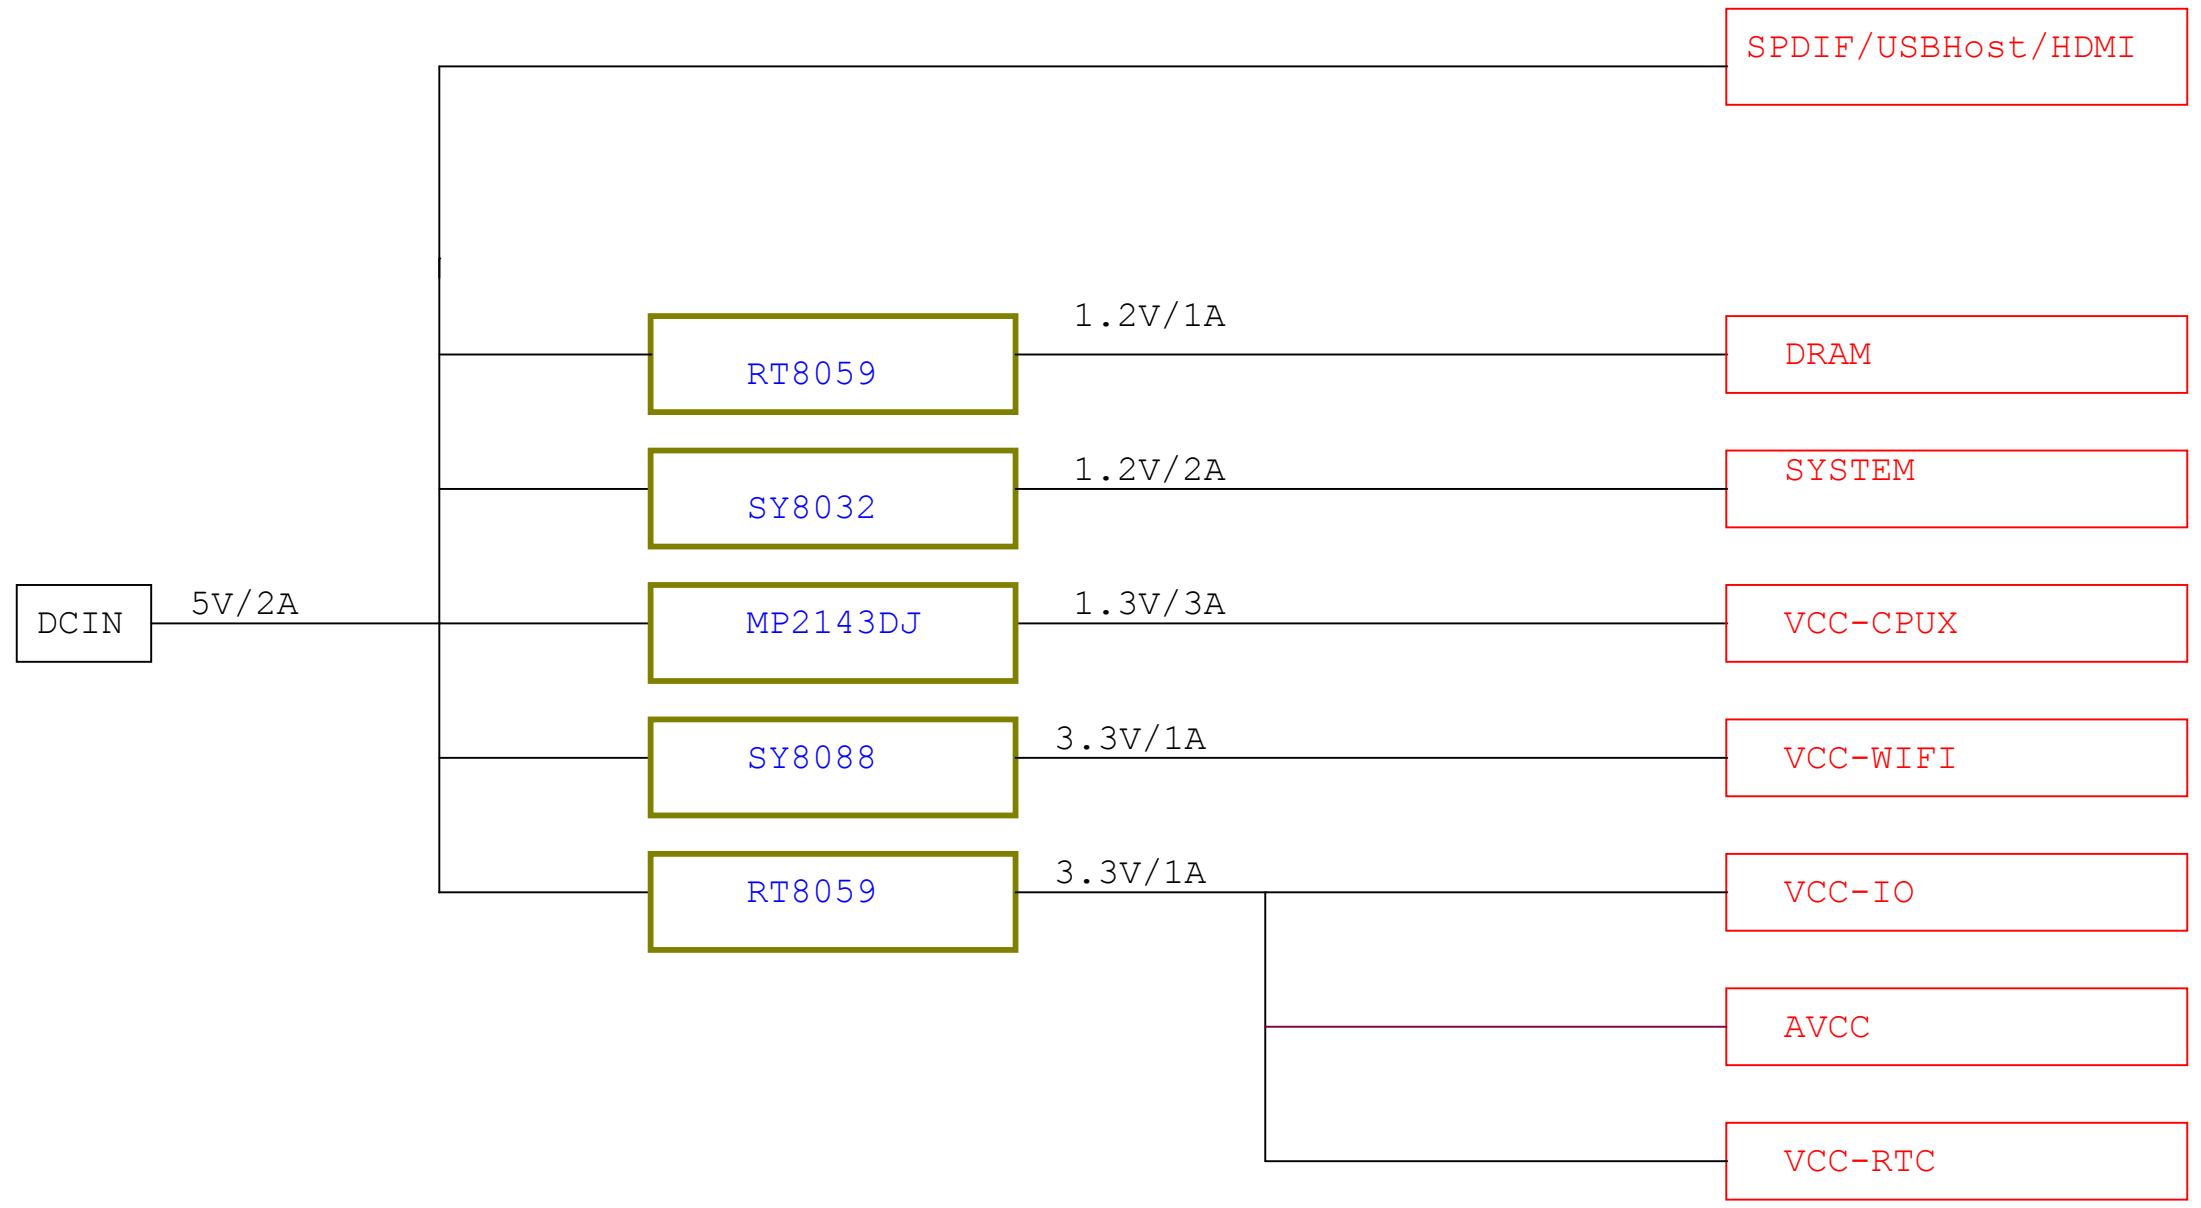 SPDIF/USBHost/HDMI
1.2V/1A
RT8059
DRAM
1.2V/2A
SY8032
SYSTEM
DCIN
5V/2A
MP2143DJ
1.3V/3A
VCC-CPUX
SY8088
3.3V/1A
VCC-WIFI
RT8059
3.3V/1A
VCC-IO
AVCC
VCC-RTC